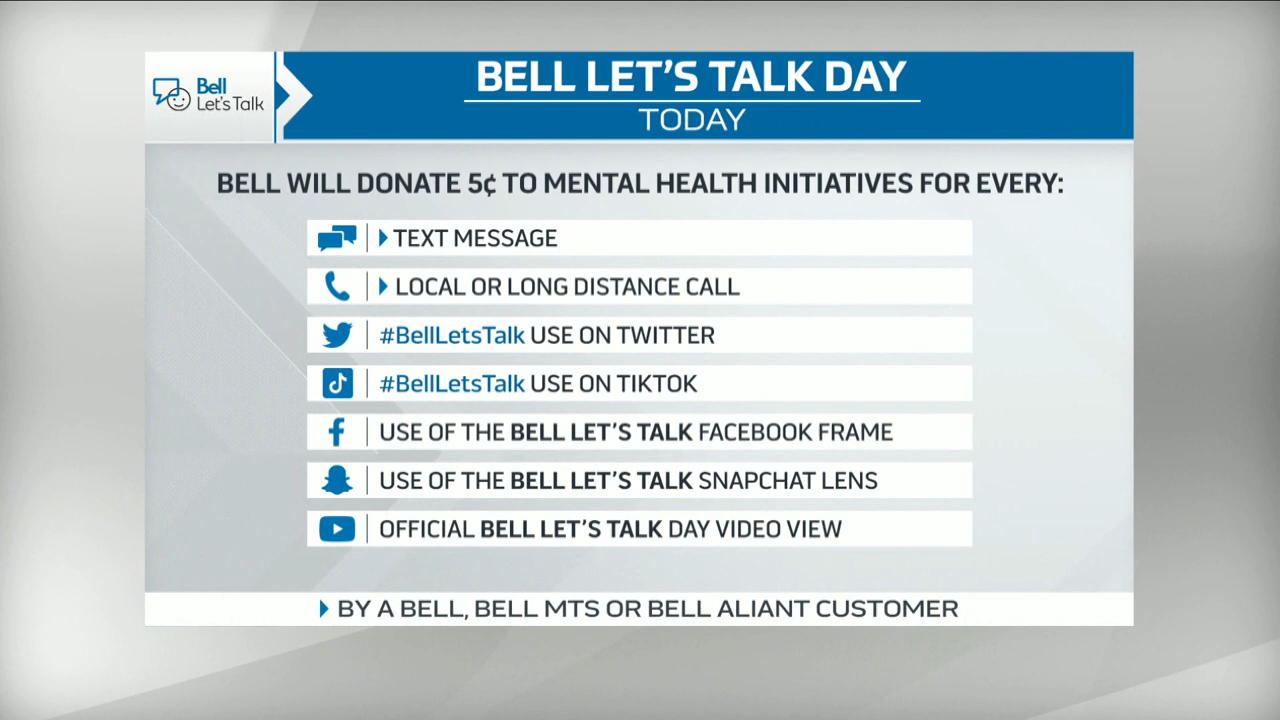 Bell
Let's Talk
BELL LET'S TALK DAY
TODAY
BELL WILL DONATE 5¢ TO MENTAL HEALTH INITIATIVES FOR EVERY:
TEXT MESSAGE
LOCAL OR LONG DISTANCE CALL
#BellLetsTalk USE ON TWITTER
#BellLetsTalk USE ON TIKTOK
USE OF THE BELL LET'S TALK FACEBOOK FRAME
USE OF THE BELL LET'S TALK SNAPCHAT LENS
OFFICIAL BELL LET'S TALK DAY VIDEO VIEW
BY A BELL, BELL MTS OR BELL ALIANT CUSTOMER